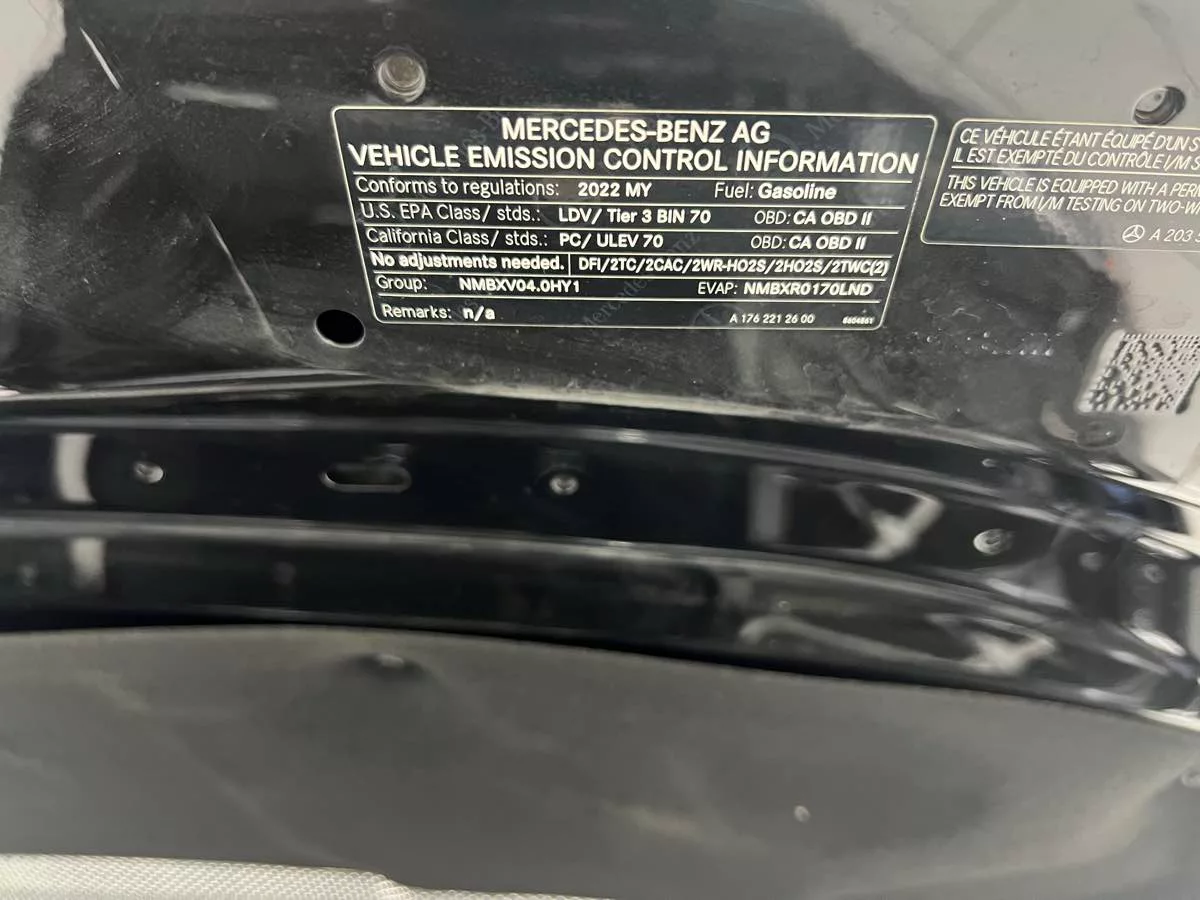 MERCEDES-BENZ AG
VEHICLE EMISSION CONTROL INFORMATION
Conforms to regulations: 2022 MY Fuel: Gasoline
U.S. EPA Class/ stds.: LDV/ Tier 3 BIN 70 OBD: CA OBD II
California Class/ stds.: PC/ ULEV 70 OBD: CA OBD II
No adjustments needed. DFI/2TC/2CAC/2WR-HO2S/2HO2S/2TWC(2)
Group: NMBXV04.0HY1 EVAP: NMBXR0170LND
Remarks: n/a A 176 221 26 00
CE VÉHICULE ÉTANT ÉQUIPÉ D'UN S
IL EST EXEMPTÉ DU CONTRÔLE I/M S
THIS VEHICLE IS EQUIPPED WITH A PER
EXEMPT FROM I/M TESTING ON TWO-W
A 203